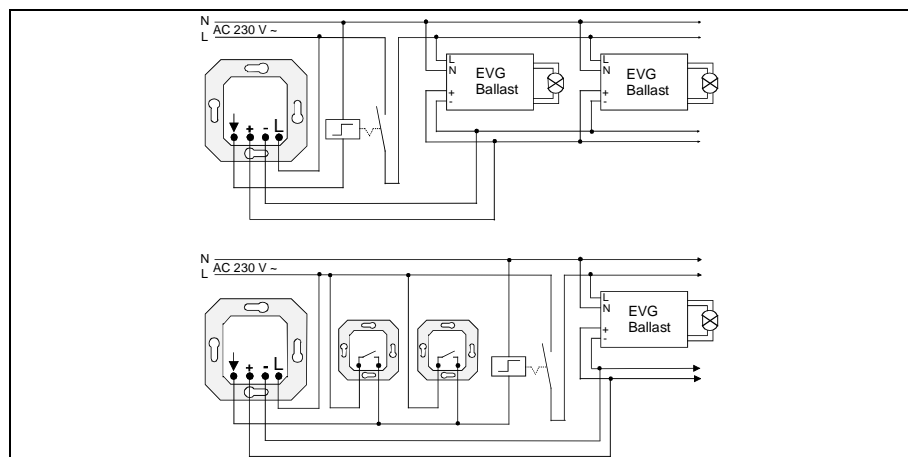 N
AC 230 V ~
L
L
N
+
-
EVG
Ballast
L
N
+
-
EVG
Ballast
+ - L
N
AC 230 V ~
L
L
N
+
-
EVG
Ballast
+ - L